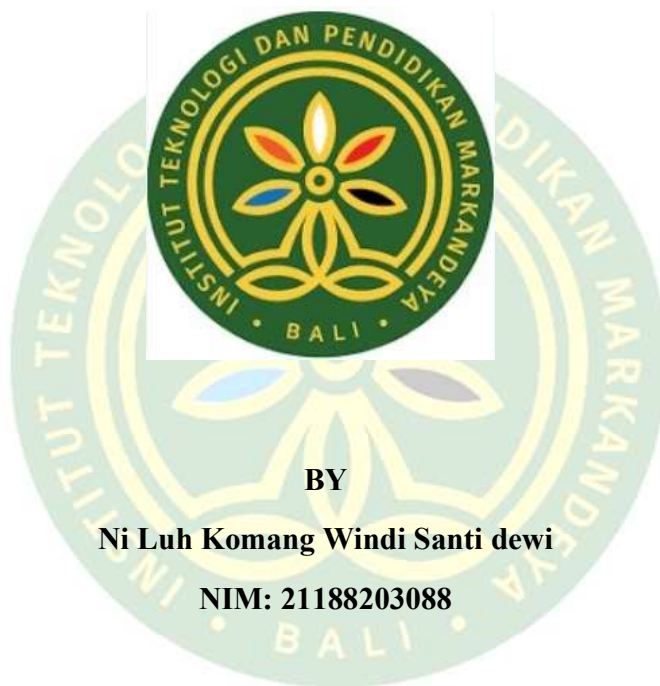 INSTITUT TEKNOLOGI DAN PENDIDIKAN MARKANDEYA
• BALI •
BY
Ni Luh Komang Windi Santi dewi
NIM: 21188203088